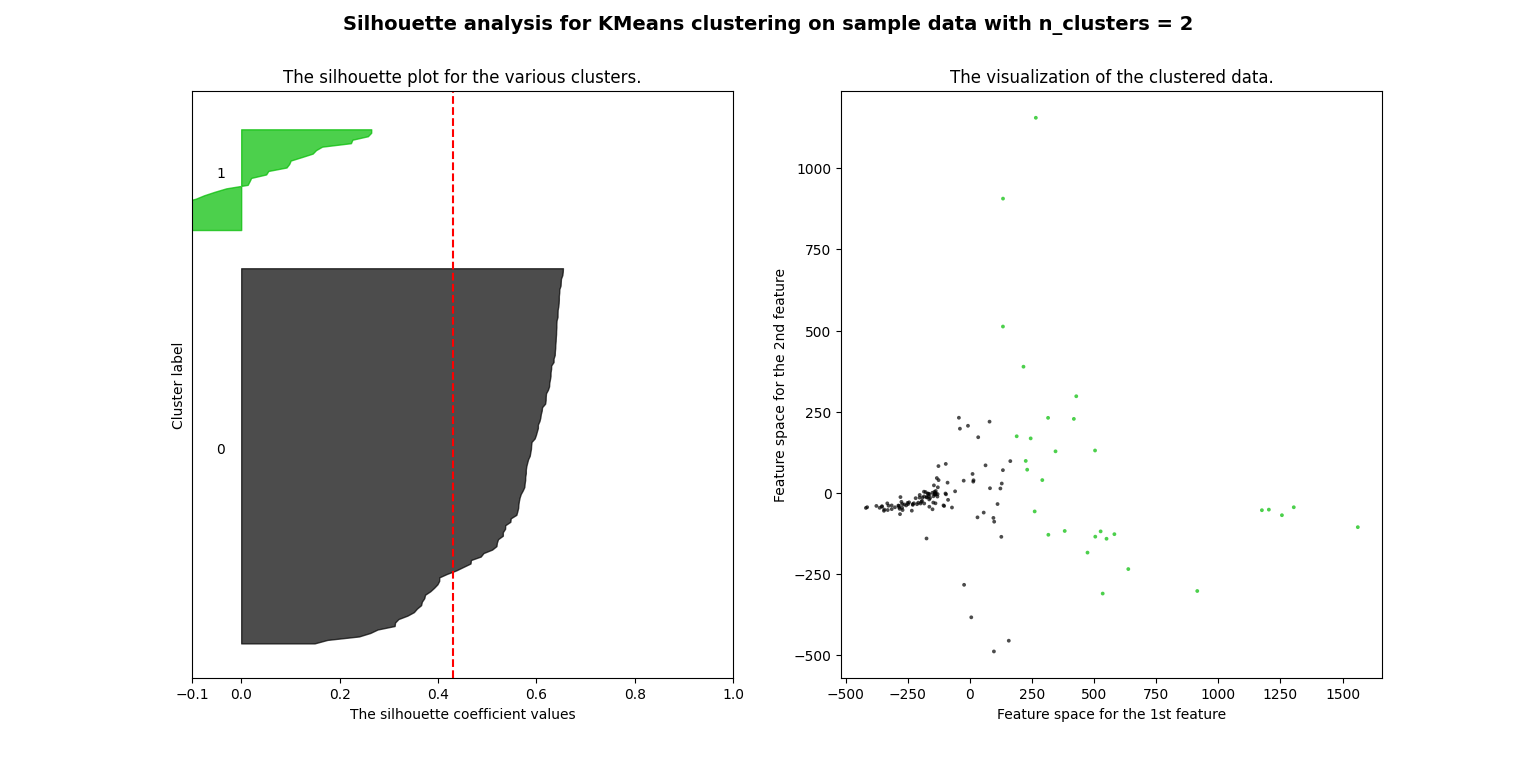 Silhouette analysis for KMeans clustering on sample data with n_clusters = 2
The silhouette plot for the various clusters.
1
0
Cluster label
−0.1 0.0 0.2 0.4 0.6 0.8 1.0
The silhouette coefficient values
The visualization of the clustered data.
1000
750
500
250
0
−250
−500
Feature space for the 2nd feature
−500 −250 0 250 500 750 1000 1250 1500
Feature space for the 1st feature